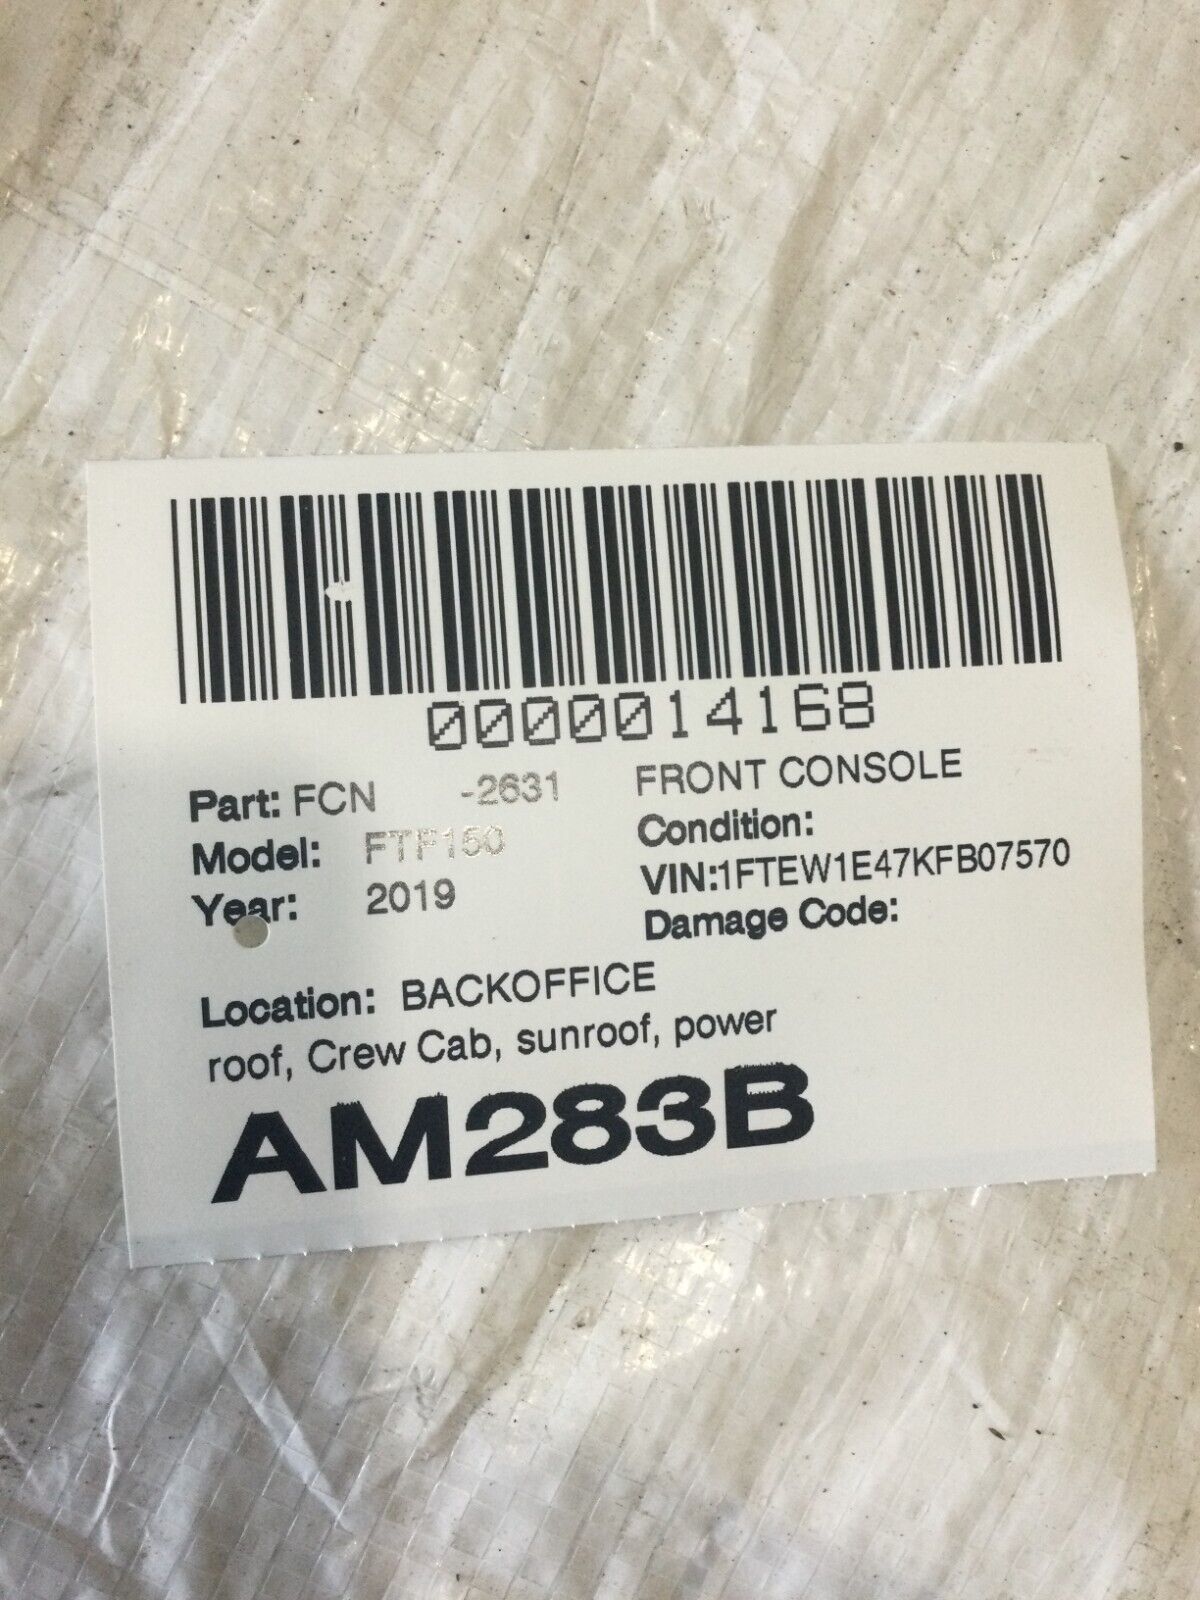 0000014168
Part: FCN -2631 FRONT CONSOLE
Model: FTF150 Condition:
Year: 2019 VIN:1FTEW1E47KFB07570
Damage Code:
Location: BACKOFFICE
roof, Crew Cab, sunroof, power
AM283B